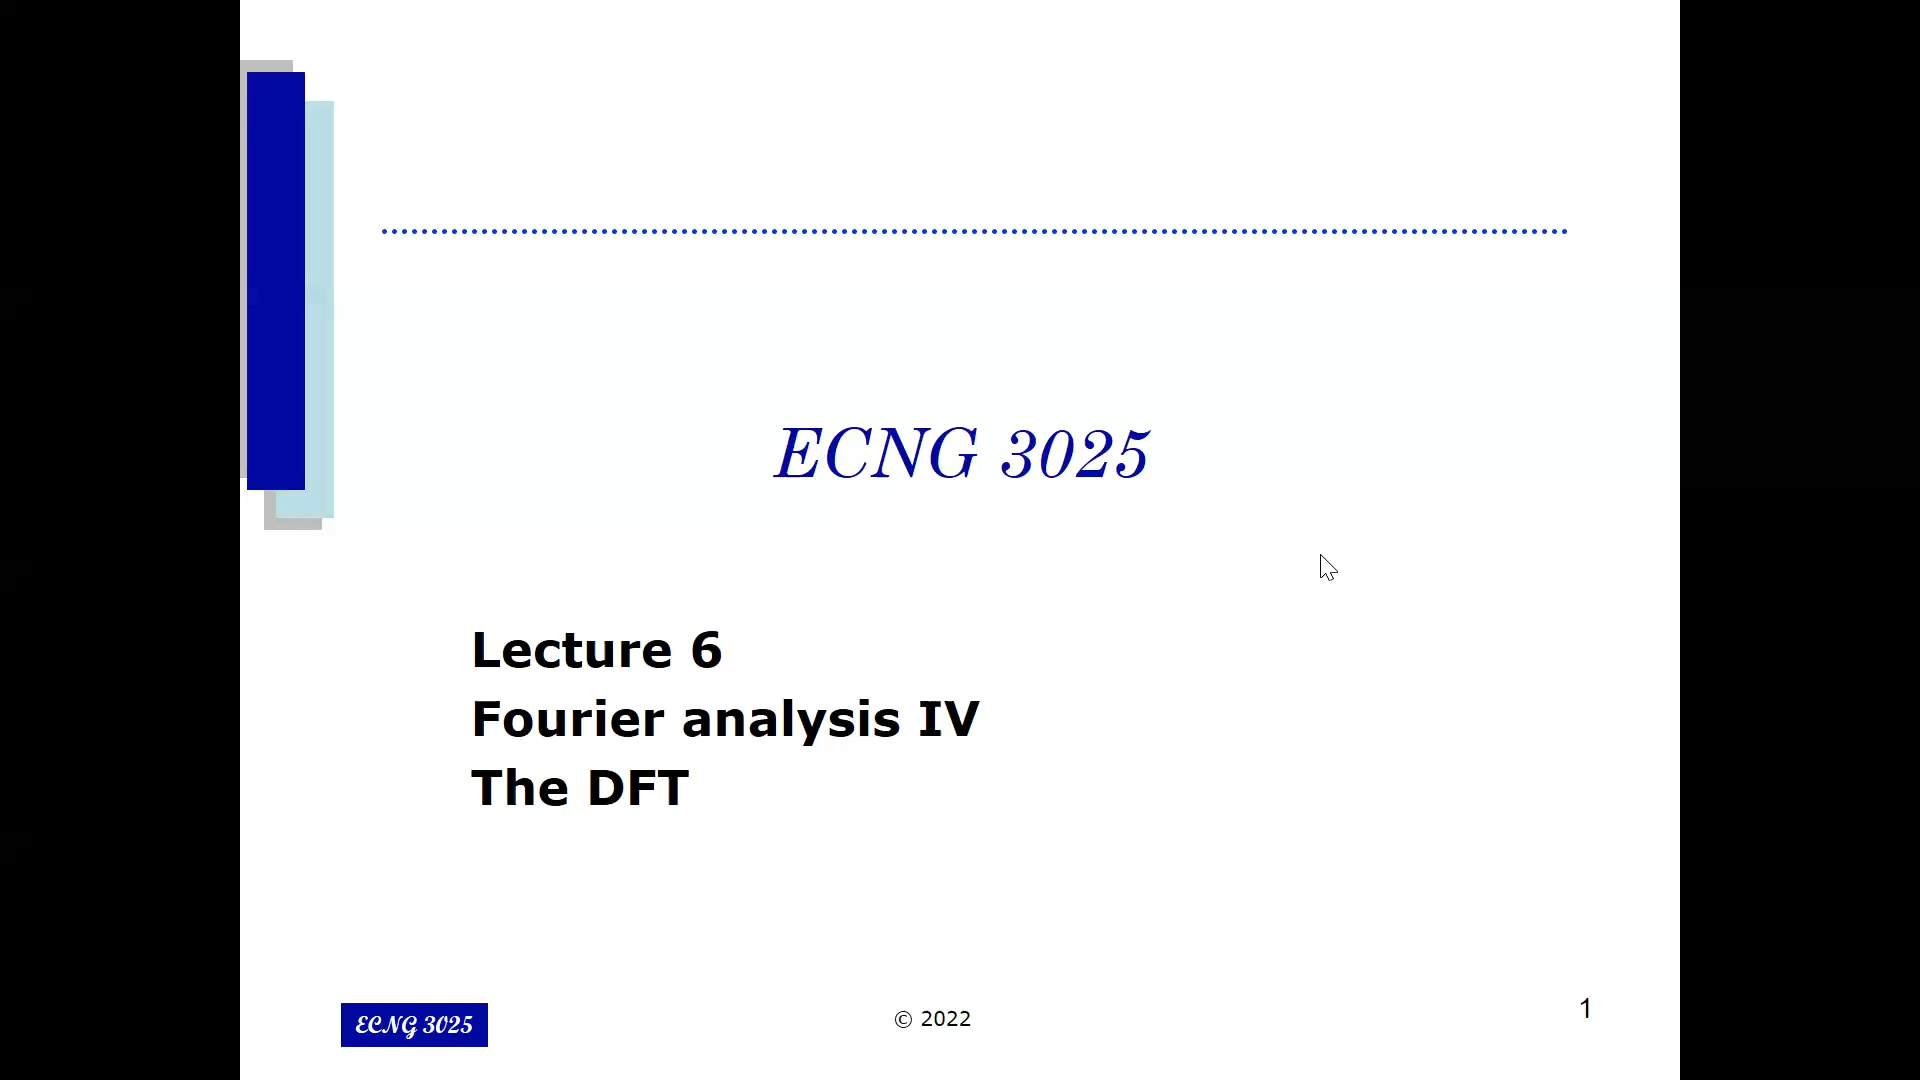 ECNG 3025
Lecture 6
Fourier analysis IV
The DFT
ECNG 3025
© 2022
1